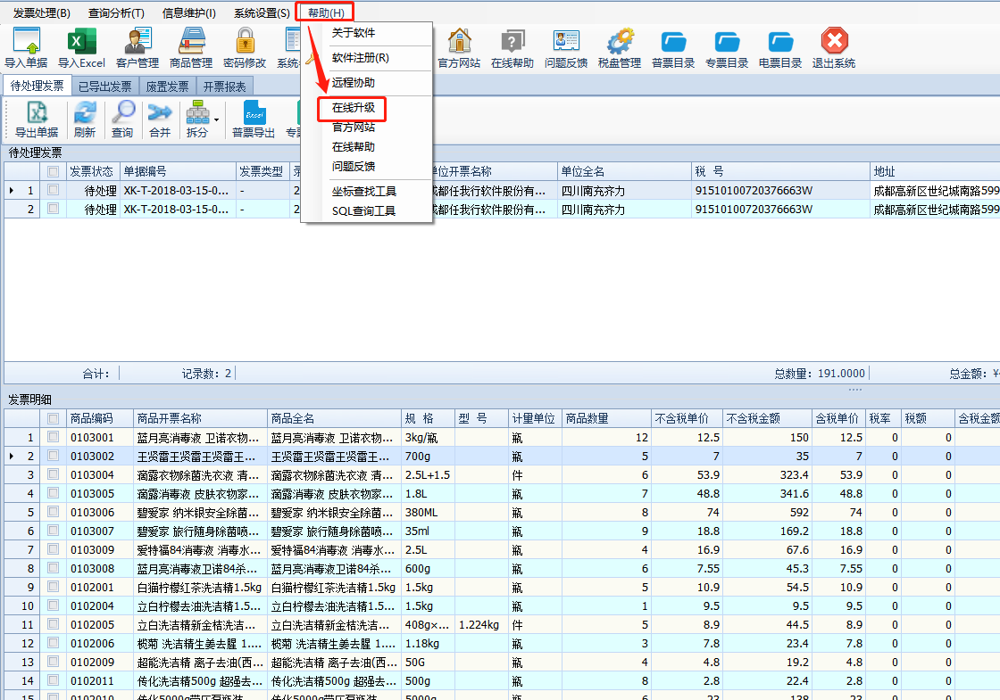 发票处理(B) 查询分析(T) 信息维护(I) 系统设置(S) 帮助(H)
导入单据 导入Excel 客户管理 商品管理 密码修改 系统 官方网站 在线帮助 问题反馈 税盘管理 普票目录 专票目录 电票目录 退出系统
关于软件
软件注册(R)
远程协助
在线升级
官方网站
在线帮助
问题反馈
坐标查找工具
SQL查询工具
待处理发票 已导出发票 废置发票 开票报表
导出单据 刷新 查询 合并 拆分 普票导出 专
待处理发票
发票状态 单据编号 发票类型 单位开票名称 单位全名 税 号 地址
1 待处理 XK-T-2018-03-15-0... - 2 成都任我行软件股份有... 四川南充齐力 91510100720376663W 成都高新区世纪城南路599
2 待处理 XK-T-2018-03-15-0... - 2 成都任我行软件股份有... 四川南充齐力 91510100720376663W 成都高新区世纪城南路599
合计: 记录数: 2 总数量: 191.0000 总金额: ¥
发票明细
商品编码 商品开票名称 商品全名 规 格 型 号 计量单位 商品数量 不含税单价 不含税金额 含税单价 税率 税额 含税金额
1 0103001 蓝月亮消毒液 卫诺衣物... 蓝月亮消毒液 卫诺衣物... 3kg/瓶 瓶 12 12.5 150 12.5 0 0
2 0103002 王贤雷王贤雷王贤雷王... 王贤雷王贤雷王贤雷王... 700g 瓶 5 7 35 7 0 0
3 0103004 滴露衣物除菌洗衣液 清... 滴露衣物除菌洗衣液 清... 2.5L+1.5 件 6 53.9 323.4 53.9 0 0
4 0103005 滴露消毒液 皮肤衣物家... 滴露消毒液 皮肤衣物家... 1.8L 瓶 7 48.8 341.6 48.8 0 0
5 0103006 碧爱家 纳米银安全除菌... 碧爱家 纳米银安全除菌... 380ML 瓶 8 74 592 74 0 0
6 0103007 碧爱家 旅行随身除菌喷... 碧爱家 旅行随身除菌喷... 35ml 瓶 9 18.8 169.2 18.8 0 0
7 0103009 爱特福84消毒液 消毒水... 爱特福84消毒液 消毒水... 2.5L 瓶 4 16.9 67.6 16.9 0 0
8 0103008 蓝月亮消毒液卫诺84杀... 蓝月亮消毒液卫诺84杀... 600g 瓶 6 7.55 45.3 7.55 0 0
9 0102001 白猫柠檬红茶洗洁精1.5kg 白猫柠檬红茶洗洁精1.5kg 1.5kg 瓶 5 10.9 54.5 10.9 0 0
10 0102004 立白柠檬去油洗洁精1.5... 立白柠檬去油洗洁精1.5... 1.5kg 瓶 1 9.5 9.5 9.5 0 0
11 0102005 立白洗洁精新金桔洗洁... 立白洗洁精新金桔洗洁... 408g×... 1.224kg 件 5 8.9 44.5 8.9 0 0
12 0102006 榄菊 洗洁精生姜去腥 1.... 榄菊 洗洁精生姜去腥 1.... 1.18kg 瓶 3 7.8 23.4 7.8 0 0
13 0102009 超能洗洁精 离子去油(西... 超能洗洁精 离子去油(西... 50G 瓶 4 4.8 19.2 4.8 0 0
14 0102011 传化洗洁精500g 超强去... 传化洗洁精500g 超强去... 500g 瓶 8 2.8 22.4 2.8 0 0
15 0102010 传化5000g带压泵瓶装 传化5000g带压泵瓶装 5000g 瓶 6 23 138 23 0 0